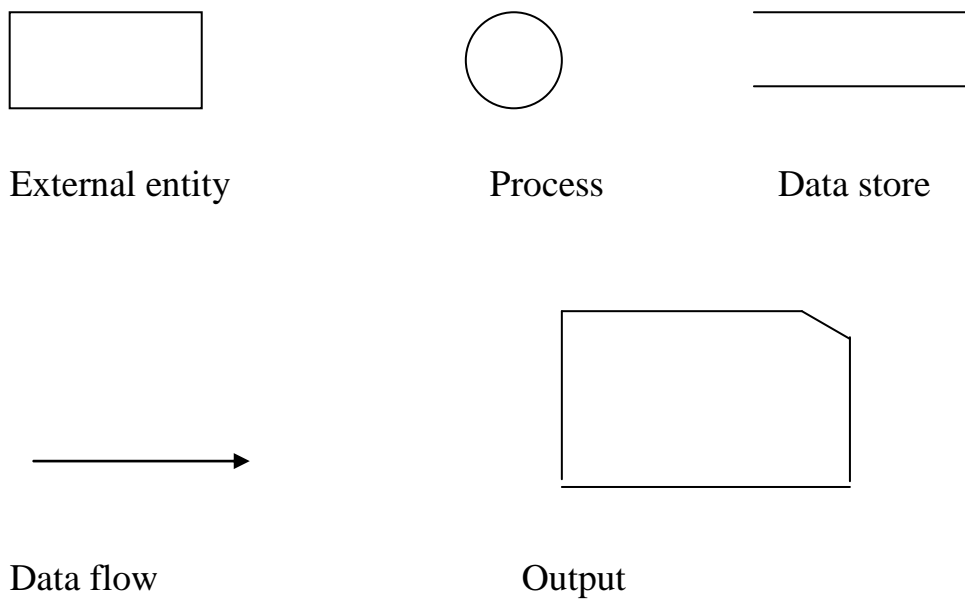 External entity Process Data store
Data flow Output